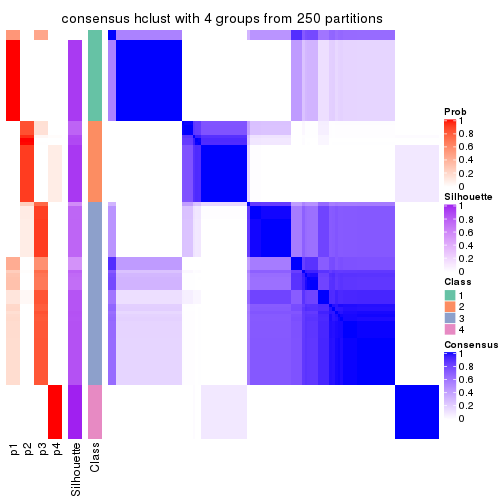 consensus hclust with 4 groups from 250 partitions
Prob
1
0.8
0.6
0.4
0.2
0
Silhouette
1
0.8
0.6
0.4
0.2
0
Class
1
2
3
4
Consensus
1
0.8
0.6
0.4
0.2
0
p1
p2
p3
p4
Silhouette
Class